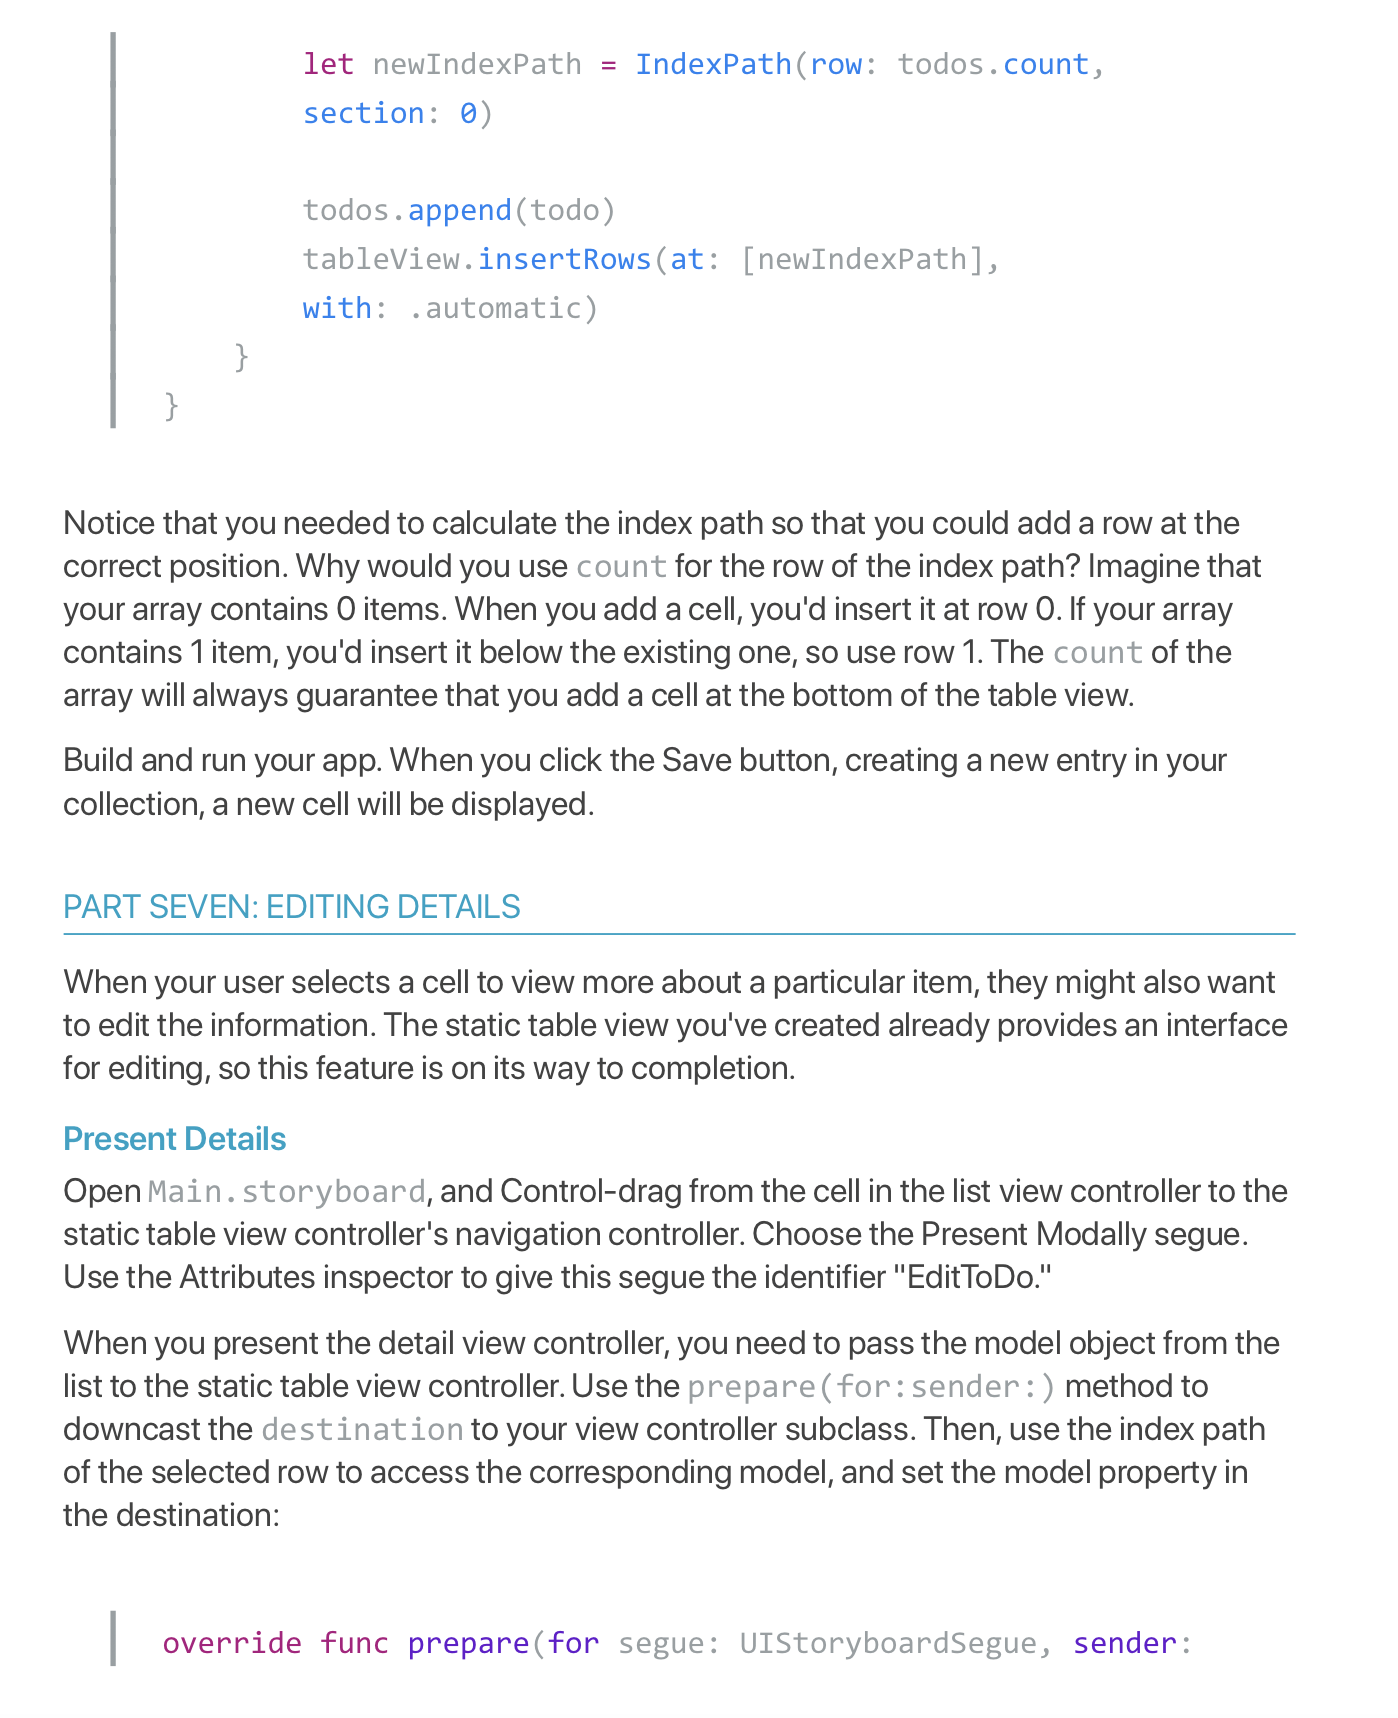 let newIndexPath = IndexPath(row: todos.count,
section: 0)
todos.append(todo)
tableView.insertRows(at: [newIndexPath],
with: .automatic)
}
}
Notice that you needed to calculate the index path so that you could add a row at the
correct position. Why would you use count for the row of the index path? Imagine that
your array contains 0 items. When you add a cell, you'd insert it at row 0. If your array
contains 1 item, you'd insert it below the existing one, so use row 1. The count of the
array will always guarantee that you add a cell at the bottom of the table view.
Build and run your app. When you click the Save button, creating a new entry in your
collection, a new cell will be displayed.
PART SEVEN: EDITING DETAILS
When your user selects a cell to view more about a particular item, they might also want
to edit the information. The static table view you've created already provides an interface
for editing, so this feature is on its way to completion.
Present Details
Open Main.storyboard, and Control-drag from the cell in the list view controller to the
static table view controller's navigation controller. Choose the Present Modally segue.
Use the Attributes inspector to give this segue the identifier "EditToDo."
When you present the detail view controller, you need to pass the model object from the
list to the static table view controller. Use the prepare(for:sender:) method to
downcast the destination to your view controller subclass. Then, use the index path
of the selected row to access the corresponding model, and set the model property in
the destination:
override func prepare(for segue: UIStoryboardSegue, sender: